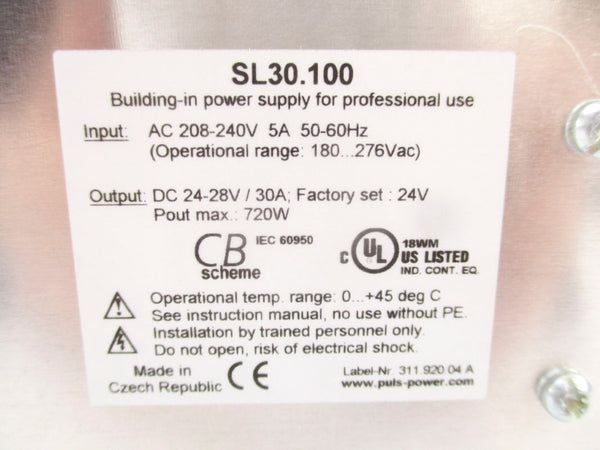 SL30.100
Building-in power supply for professional use
Input: AC 208-240V 5A 50-60Hz
(Operational range: 180...276Vac)
Output: DC 24-28V / 30A; Factory set : 24V
Pout max.: 720W
CB scheme IEC 60950
C UL 18WM
US LISTED
IND. CONT. EQ
Operational temp. range: 0...+45 deg C
See instruction manual, no use without PE.
Installation by trained personnel only.
Do not open, risk of electrical shock.
Made in
Czech Republic CE
Label-Nr 311.920.04 A
www.puls-power.com